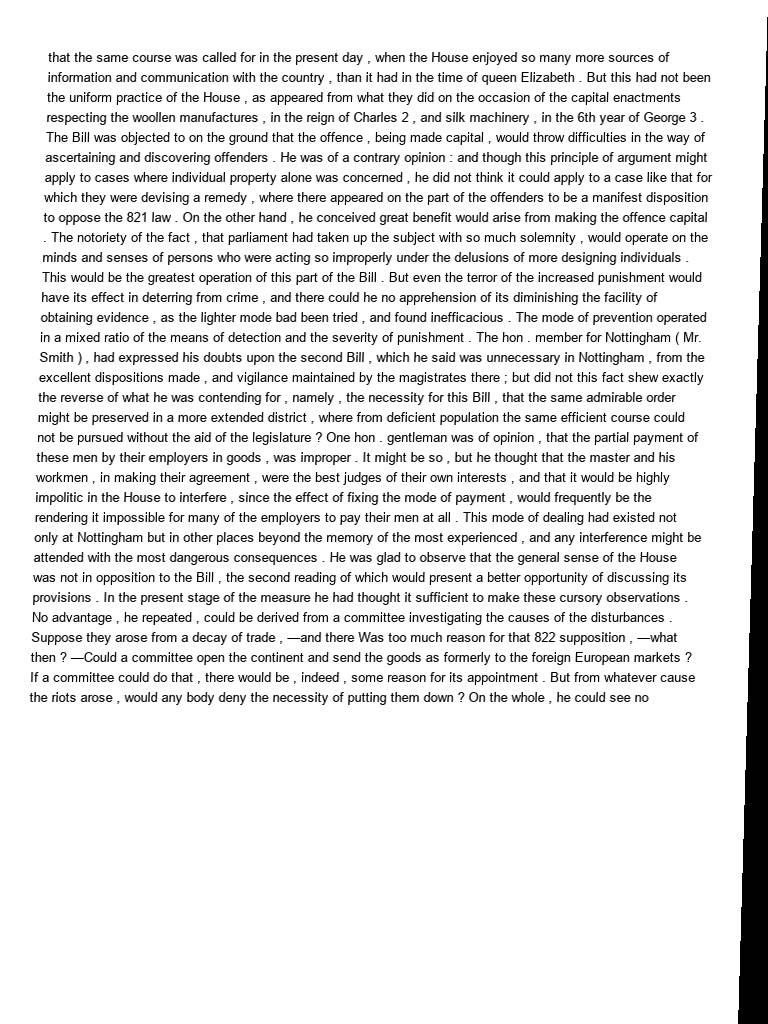 that the same course was called for in the present day , when the House enjoyed so many more sources of
information and communication with the country , than it had in the time of queen Elizabeth . But this had not been
the uniform practice of the House , as appeared from what they did on the occasion of the capital enactments
respecting the woollen manufactures , in the reign of Charles 2 , and silk machinery , in the 6th year of George 3 .
The Bill was objected to on the ground that the offence , being made capital , would throw difficulties in the way of
ascertaining and discovering offenders . He was of a contrary opinion : and though this principle of argument might
apply to cases where individual property alone was concerned , he did not think it could apply to a case like that for
which they were devising a remedy , where there appeared on the part of the offenders to be a manifest disposition
to oppose the 821 law . On the other hand , he conceived great benefit would arise from making the offence capital
. The notoriety of the fact , that parliament had taken up the subject with so much solemnity , would operate on the
minds and senses of persons who were acting so improperly under the delusions of more designing individuals .
This would be the greatest operation of this part of the Bill . But even the terror of the increased punishment would
have its effect in deterring from crime , and there could he no apprehension of its diminishing the facility of
obtaining evidence , as the lighter mode bad been tried , and found inefficacious . The mode of prevention operated
in a mixed ratio of the means of detection and the severity of punishment . The hon . member for Nottingham ( Mr.
Smith ) , had expressed his doubts upon the second Bill , which he said was unnecessary in Nottingham , from the
excellent dispositions made , and vigilance maintained by the magistrates there ; but did not this fact shew exactly
the reverse of what he was contending for , namely , the necessity for this Bill , that the same admirable order
might be preserved in a more extended district , where from deficient population the same efficient course could
not be pursued without the aid of the legislature ? One hon . gentleman was of opinion , that the partial payment of
these men by their employers in goods , was improper . It might be so , but he thought that the master and his
workmen , in making their agreement , were the best judges of their own interests , and that it would be highly
impolitic in the House to interfere , since the effect of fixing the mode of payment , would frequently be the
rendering it impossible for many of the employers to pay their men at all . This mode of dealing had existed not
only at Nottingham but in other places beyond the memory of the most experienced , and any interference might be
attended with the most dangerous consequences . He was glad to observe that the general sense of the House
was not in opposition to the Bill , the second reading of which would present a better opportunity of discussing its
provisions . In the present stage of the measure he had thought it sufficient to make these cursory observations .
No advantage , he repeated , could be derived from a committee investigating the causes of the disturbances .
Suppose they arose from a decay of trade , —and there Was too much reason for that 822 supposition , —what
then ? —Could a committee open the continent and send the goods as formerly to the foreign European markets ?
If a committee could do that , there would be , indeed , some reason for its appointment . But from whatever cause
the riots arose , would any body deny the necessity of putting them down ? On the whole , he could see no